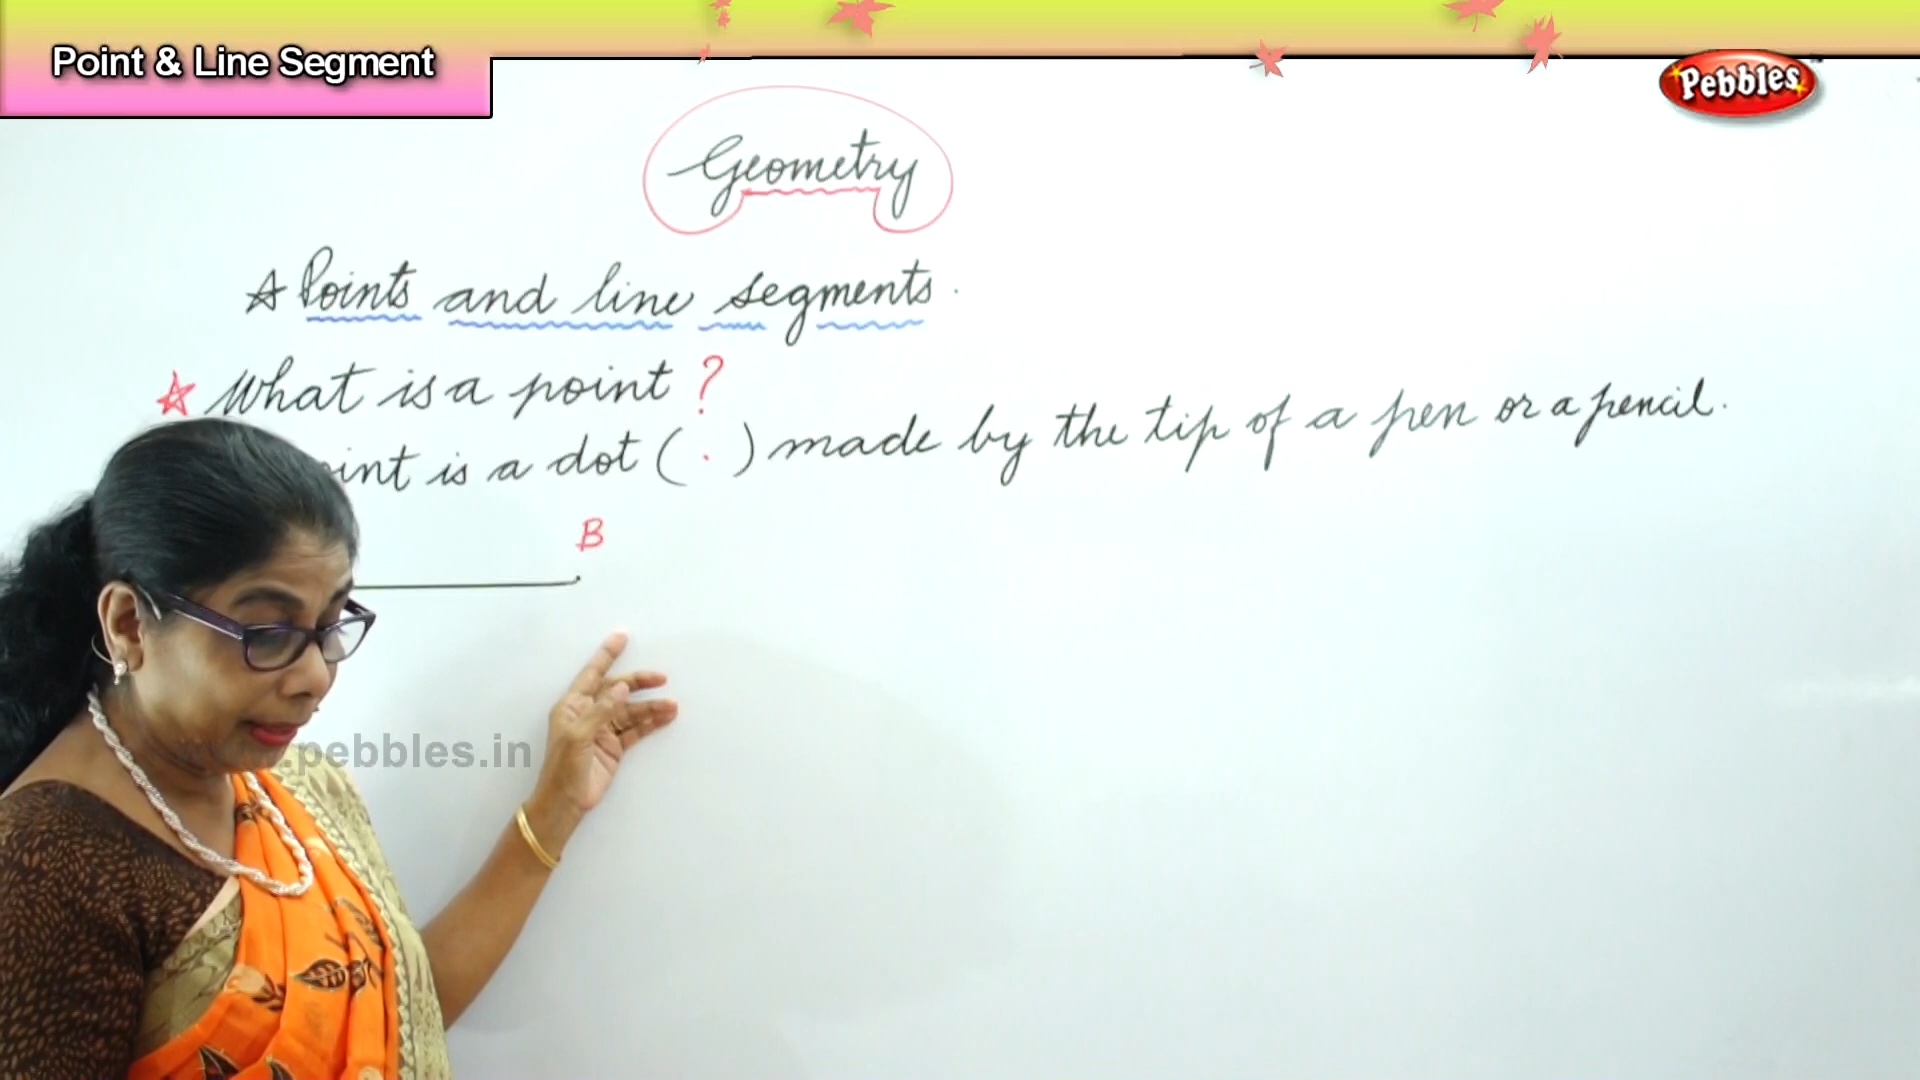 Point & Line Segment
Pebbles
Geometry
Points and line segments.
What is a point ?
oint is a dot ( . ) made by the tip of a pen or a pencil.
B
.pebbles.in